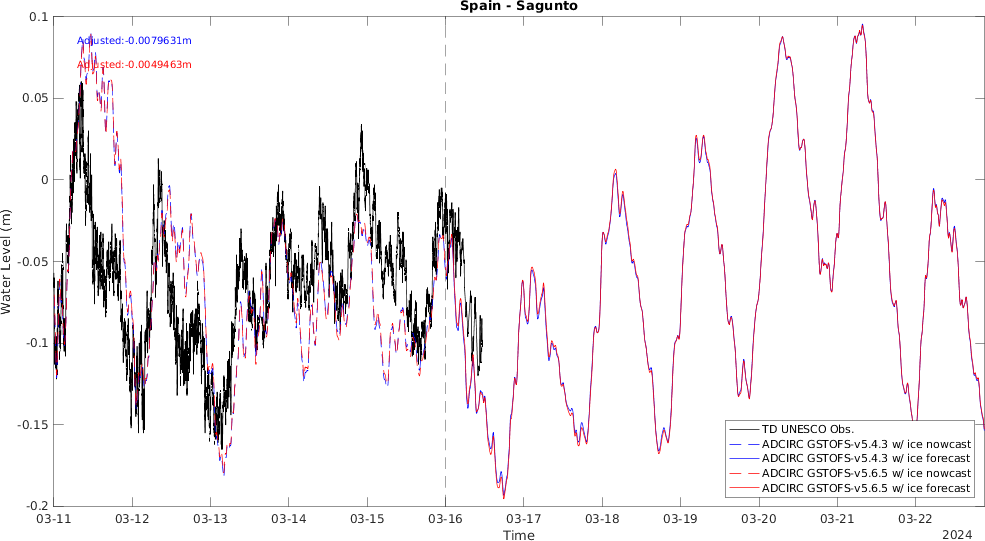 Spain - Sagunto
Adjusted:-0.0079631m
Adjusted:-0.0049463m
Water Level (m)
0.1
0.05
0
-0.05
-0.1
-0.15
-0.2
TD UNESCO Obs.
ADCIRC GSTOFS-v5.4.3 w/ ice nowcast
ADCIRC GSTOFS-v5.4.3 w/ ice forecast
ADCIRC GSTOFS-v5.6.5 w/ ice nowcast
ADCIRC GSTOFS-v5.6.5 w/ ice forecast
03-11 03-12 03-13 03-14 03-15 03-16 03-17 03-18 03-19 03-20 03-21 03-22
Time
2024